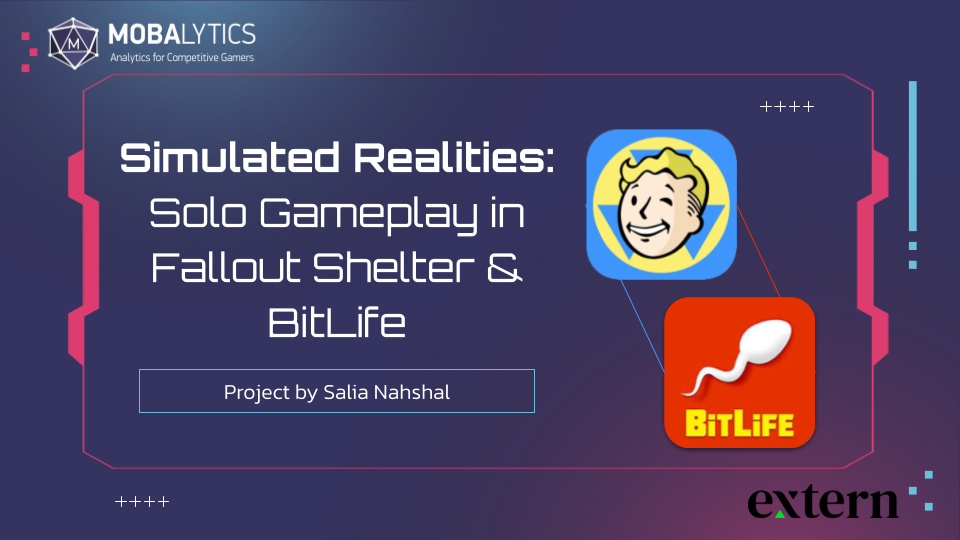 MOBALYTICS
Analytics for Competitive Gamers
Simulated Realities:
Solo Gameplay in
Fallout Shelter &
BitLife
Project by Salia Nahshal
BITLIFE
extern